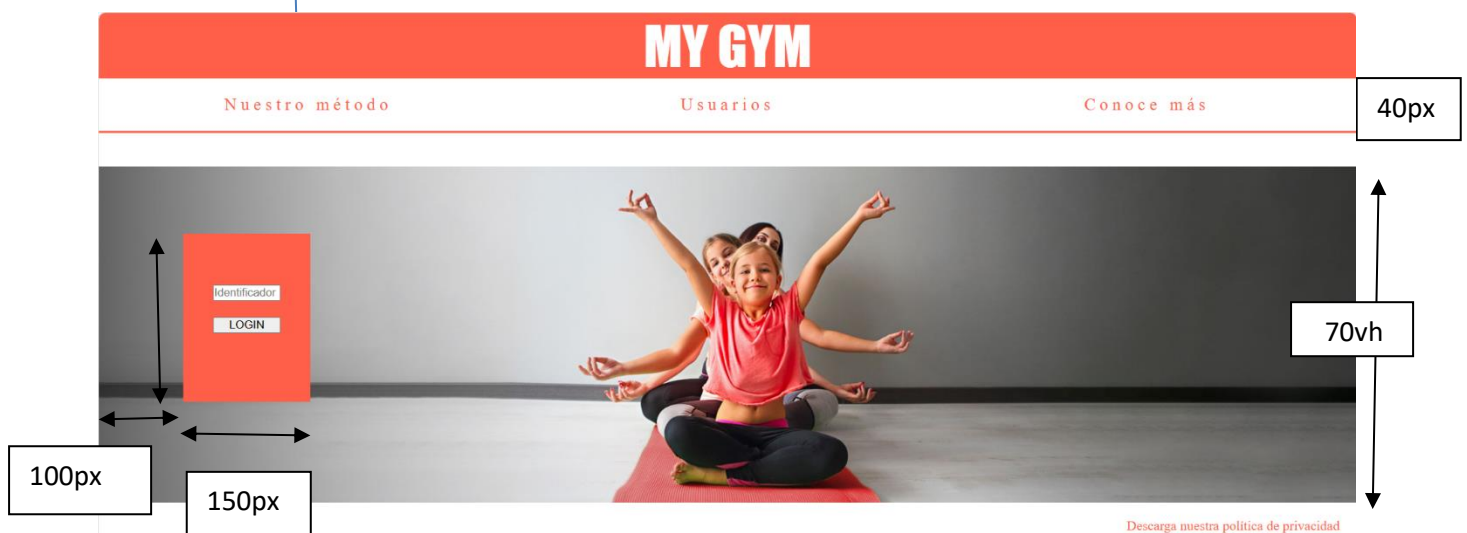 MY GYM
Nuestro método
Usuarios
Conoce más
40px
Identificador
LOGIN
70vh
100px
150px
Descarga nuestra política de privacidad